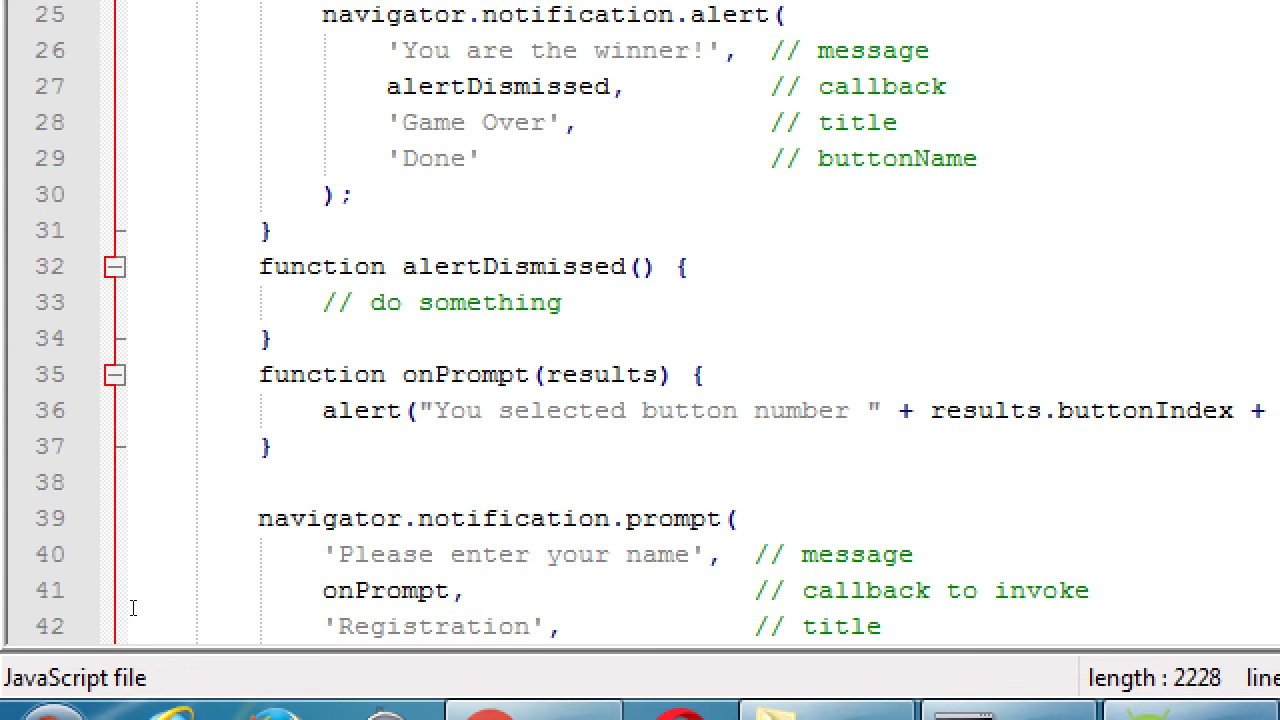 25 navigator.notification.alert(
26 'You are the winner!', // message
27 alertDismissed, // callback
28 'Game Over', // title
29 'Done' // buttonName
30 );
31 }
32 function alertDismissed() {
33 // do something
34 }
35 function onPrompt(results) {
36 alert("You selected button number " + results.buttonIndex +
37 }
38
39 navigator.notification.prompt(
40 'Please enter your name', // message
41 onPrompt, // callback to invoke
42 'Registration', // title
JavaScript file length : 2228 line